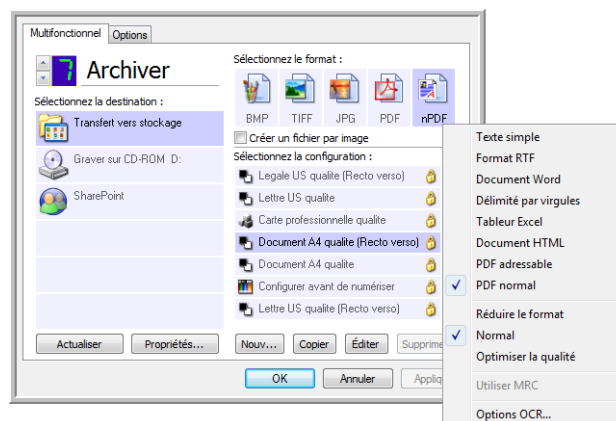 Multifonctionnel
Options
7
Archiver
Sélectionnez la destination :
Transfert vers stockage
Graver sur CD-ROM D:
SharePoint
Actualiser
Propriétés...
Sélectionnez le format :
BMP
TIFF
JPG
PDF
nPDF
Créer un fichier par image
Sélectionnez la configuration :
Legale US qualite (Recto verso)
Lettre US qualite
Carte professionnelle qualite
Document A4 qualite (Recto verso)
Document A4 qualite
Configurer avant de numériser
Lettre US qualite (Recto verso)
Nouv...
Copier
Éditer
Supprime
OK
Annuler
Appliq
Texte simple
Format RTF
Document Word
Délimité par virgules
Tableur Excel
Document HTML
PDF adressable
PDF normal
Réduire le format
Normal
Optimiser la qualité
Utiliser MRC
Options OCR...